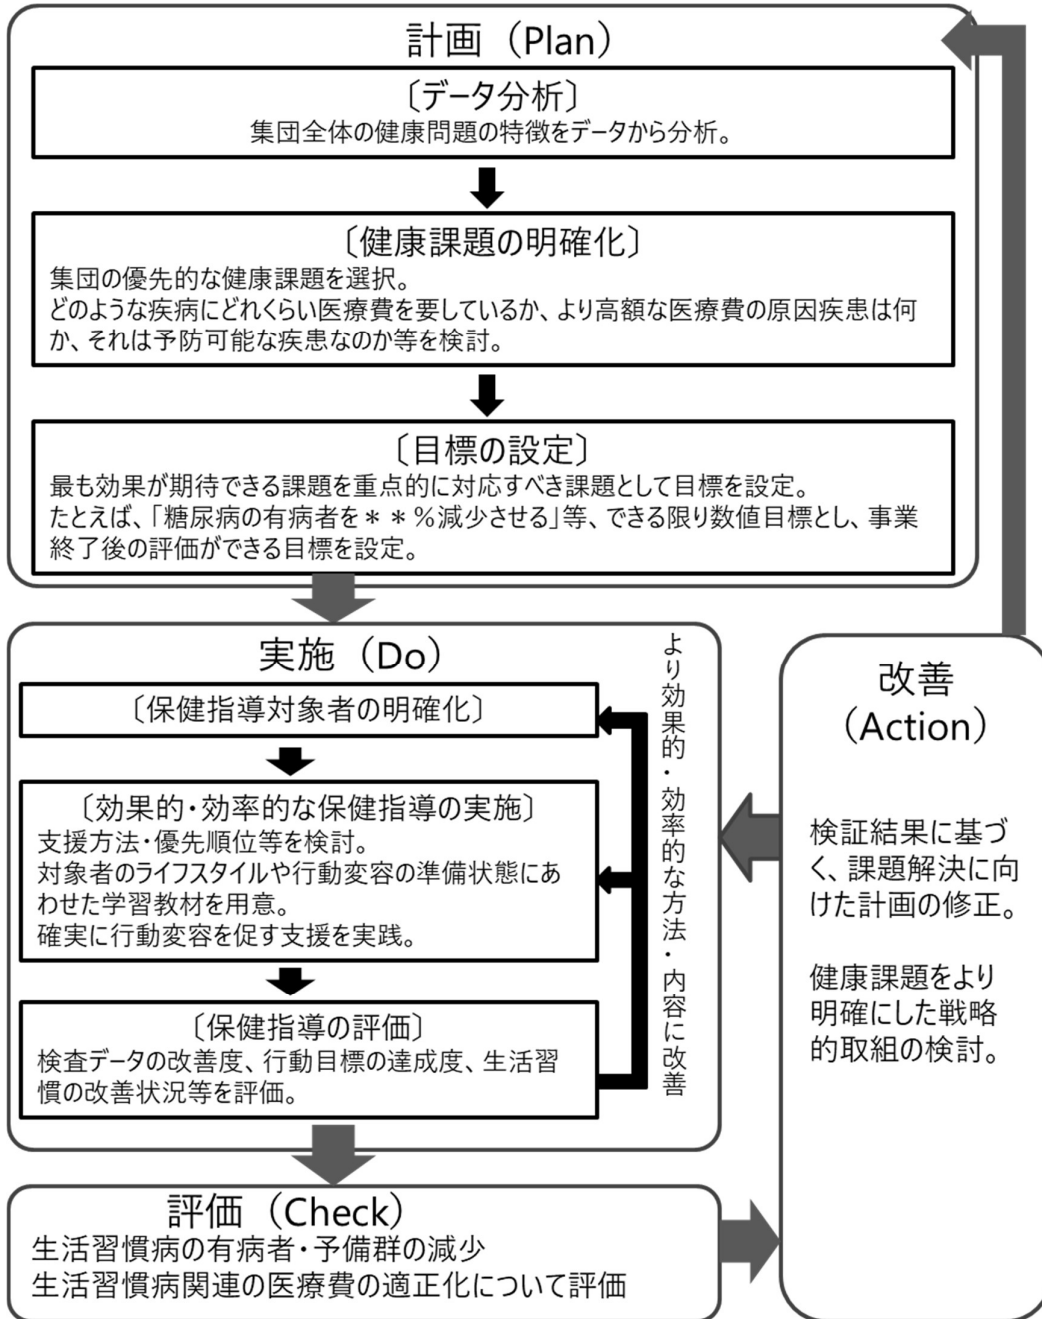 計画（Plan）
〔データ分析〕
集団全体の健康問題の特徴をデータから分析。
〔健康課題の明確化〕
集団の優先的な健康課題を選択。
どのような疾病にどれくらい医療費を要しているか、より高額な医療費の原因疾患は何
か、それは予防可能な疾患なのか等を検討。
〔目標の設定〕
最も効果が期待できる課題を重点的に対応すべき課題として目標を設定。
たとえば、「糖尿病の有病者を＊＊％減少させる」等、できる限り数値目標とし、事業
終了後の評価ができる目標を設定。
実施（Do）
〔保健指導対象者の明確化〕
〔効果的・効率的な保健指導の実施〕
支援方法・優先順位等を検討。
対象者のライフスタイルや行動変容の準備状態にあ
わせた学習教材を用意。
確実に行動変容を促す支援を実践。
〔保健指導の評価〕
検査データの改善度、行動目標の達成度、生活習
慣の改善状況等を評価。
より効果的・効率的な方法・内容に改善
評価（Check）
生活習慣病の有病者・予備群の減少
生活習慣病関連の医療費の適正化について評価
改善
（Action）
検証結果に基づ
く、課題解決に向
けた計画の修正。
健康課題をより
明確にした戦略
的取組の検討。